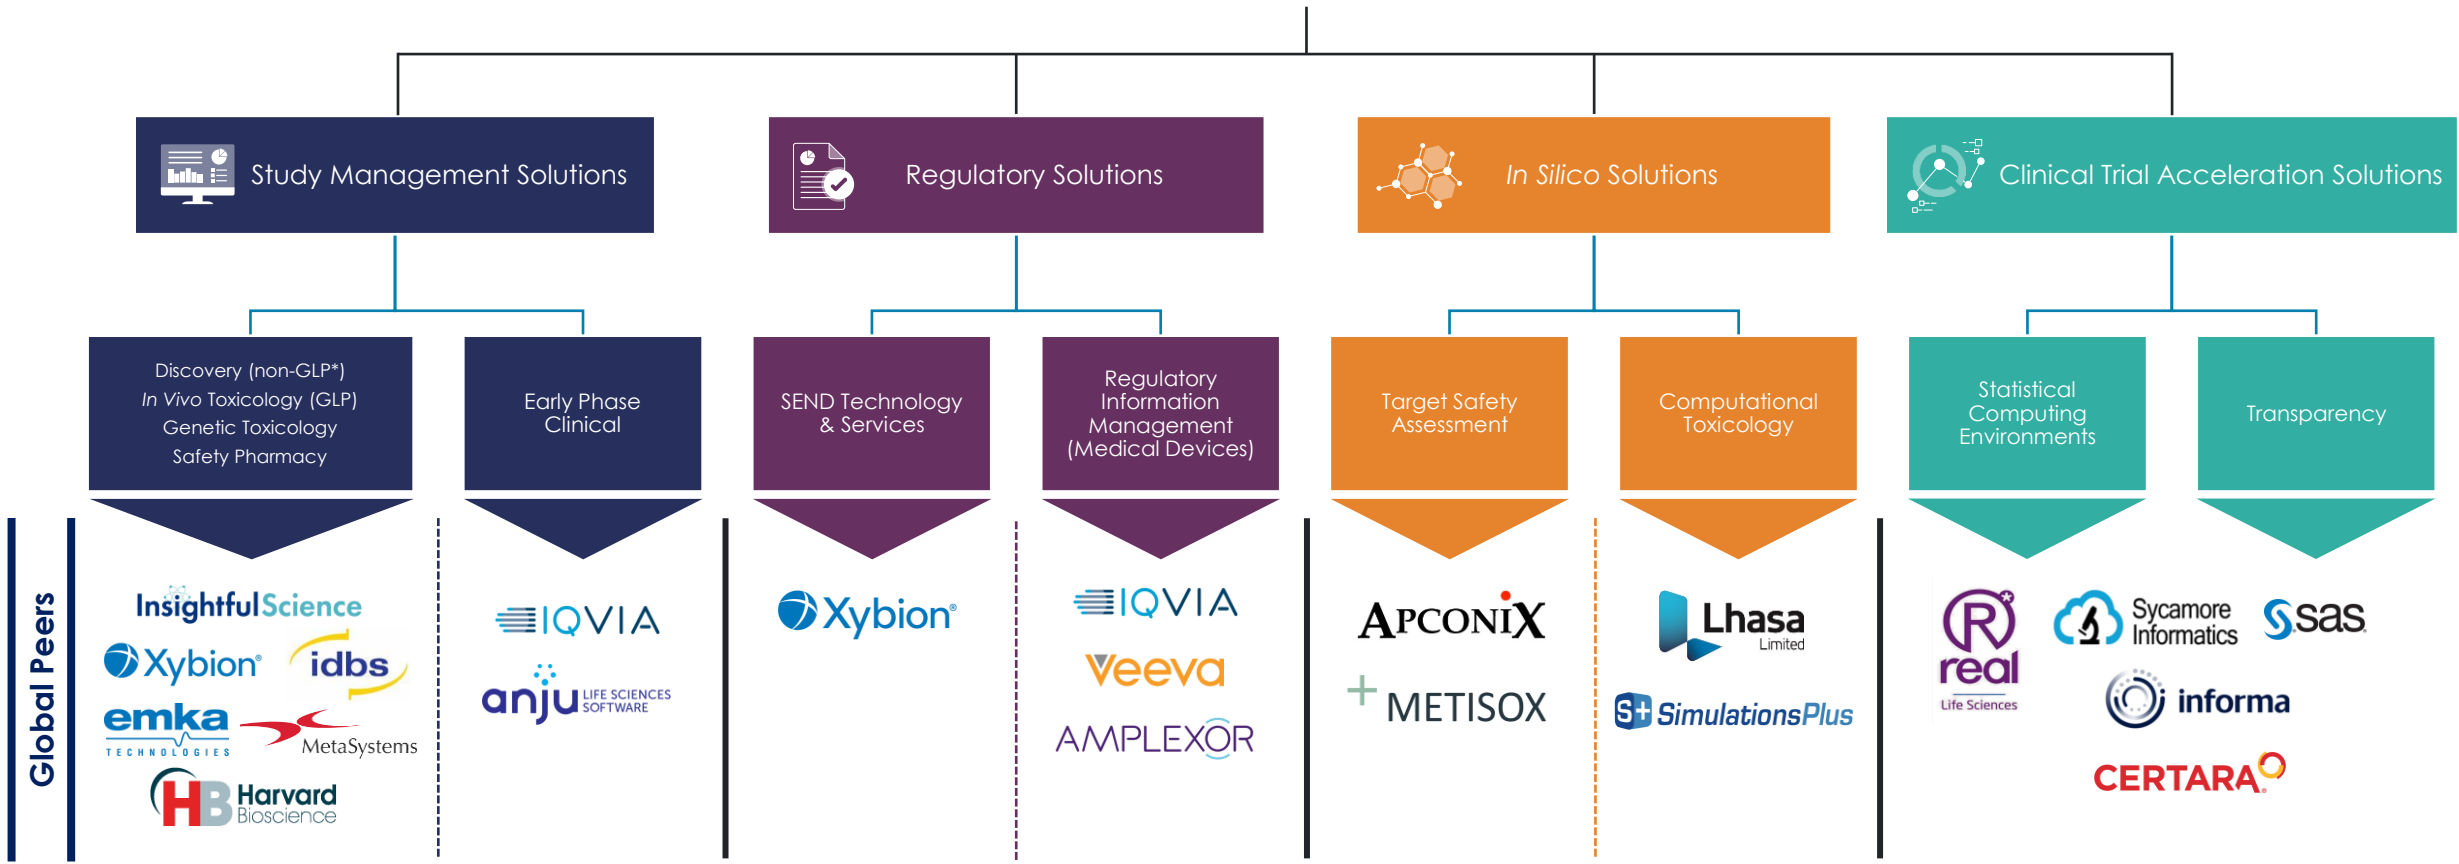 Study Management Solutions
Regulatory Solutions
In Silico Solutions
Clinical Trial Acceleration Solutions
Discovery (non-GLP*)
In Vivo Toxicology (GLP)
Genetic Toxicology
Safety Pharmacy
Early Phase
Clinical
SEND Technology
& Services
Regulatory
Information
Management
(Medical Devices)
Target Safety
Assessment
Computational
Toxicology
Statistical
Computing
Environments
Transparency
Global Peers
InsightfulScience
Xybion®
idbs
emka
TECHNOLOGIES
MetaSystems
HB Harvard
Bioscience
IQVIA
anju LIFE SCIENCES
SOFTWARE
Xybion®
IQVIA
Veeva
AMPLEXOR
APCONIX
+ METISOX
Lhasa
Limited
S+ SimulationsPlus
R
real
Life Sciences
Sycamore
Informatics
sas
informa
CERTARA®